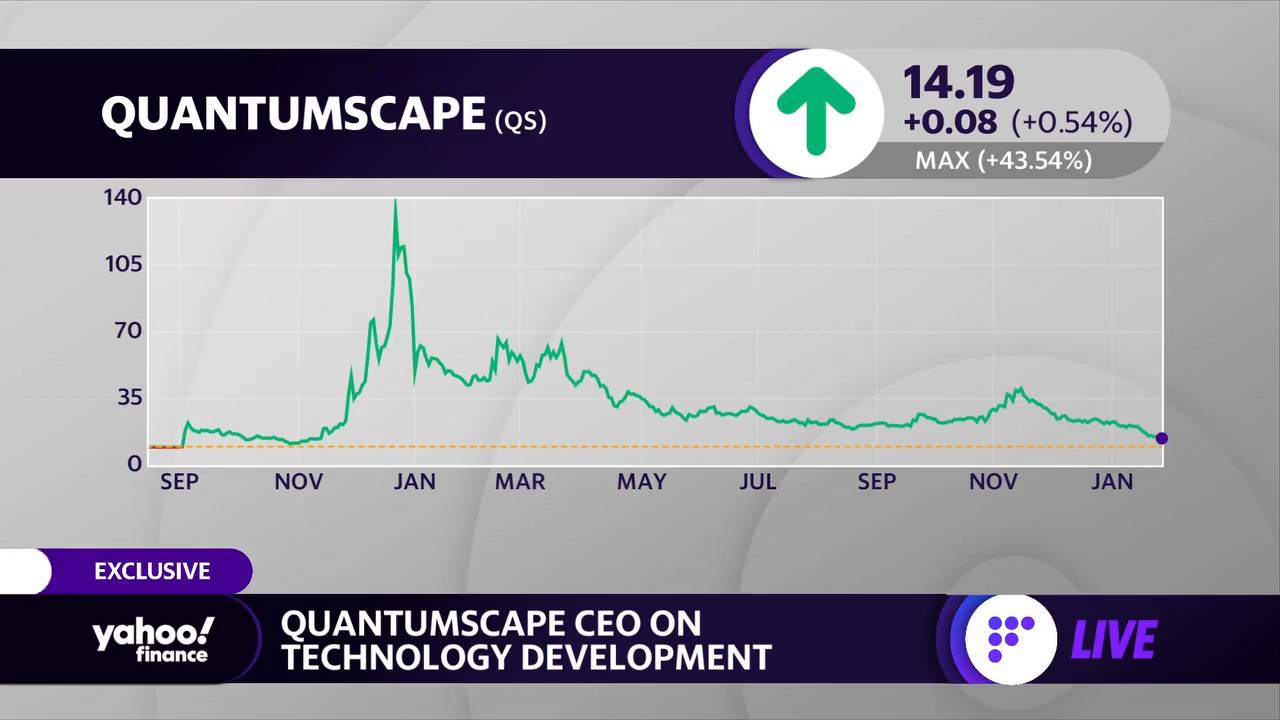 QUANTUMSCAPE (QS)
14.19
+0.08 (+0.54%)
MAX (+43.54%)
140
105
70
35
0
SEP NOV JAN MAR MAY JUL SEP NOV JAN
EXCLUSIVE
yahoo!
finance
QUANTUMSCAPE CEO ON
TECHNOLOGY DEVELOPMENT
LIVE